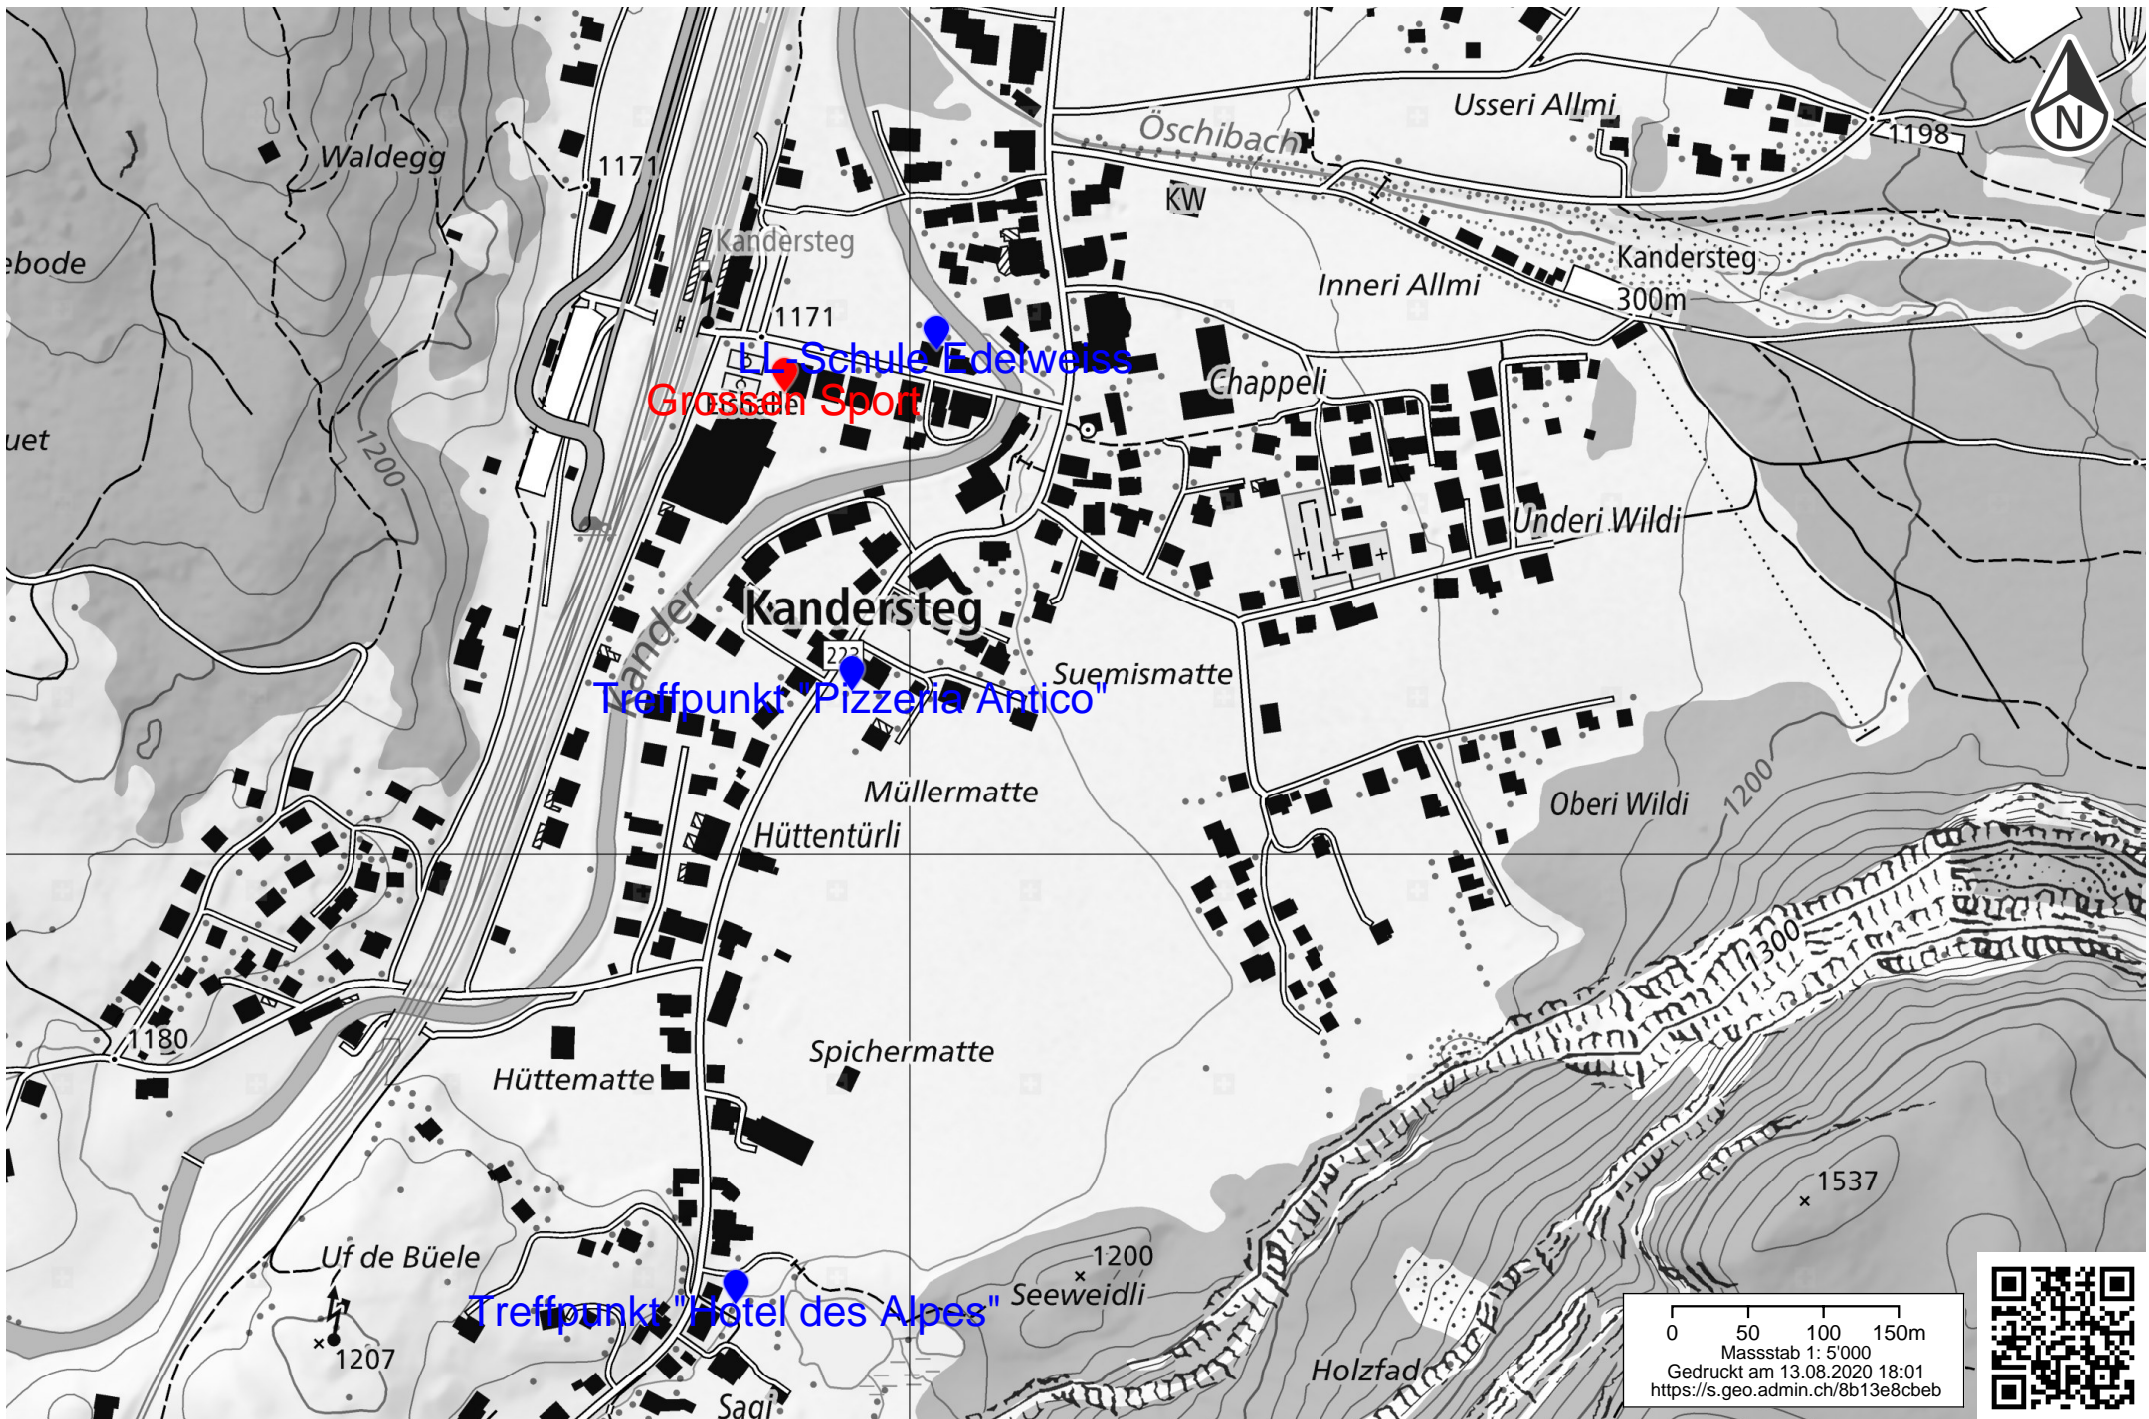 Usseri Allmi
Öschibach
1198
N
Waldegg
1171
KW
Kandersteg
Inneri Allmi
Kandersteg
300m
ebode
1171
LL-Schule Edelweiss
Grossen Sport
Chappeli
uet
1200
Underi Wildi
Kandersteg
Kander
223
Treffpunkt "Pizzeria Antico"
Suemismatte
Müllermatte
Oberi Wildi
1200
Hüttentürli
1300
1180
Spichermatte
Hüttematte
1537
Uf de Büele
1200
Seeweidli
Treffpunkt "Hotel des Alpes"
1207
Holzfad
Sagi
0 50 100 150m
Massstab 1: 5'000
Gedruckt am 13.08.2020 18:01
https://s.geo.admin.ch/8b13e8cbeb